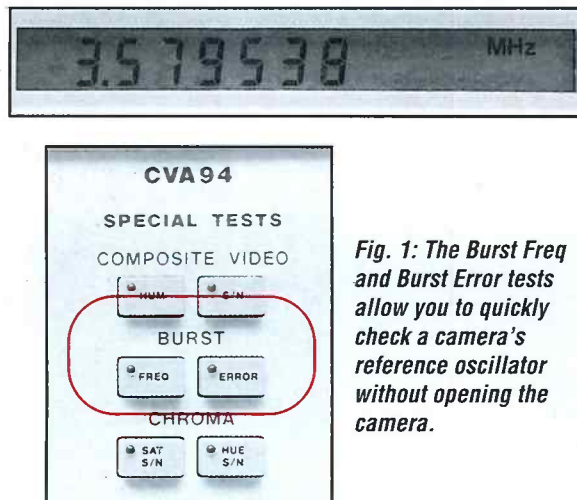 3.579538 MHz
CVA94
SPECIAL TESTS
COMPOSITE VIDEO
HUM S/N
BURST
FREQ ERROR
CHROMA
SAT S/N HUE S/N
Fig. 1: The Burst Freq
and Burst Error tests
allow you to quickly
check a camera's
reference oscillator
without opening the
camera.